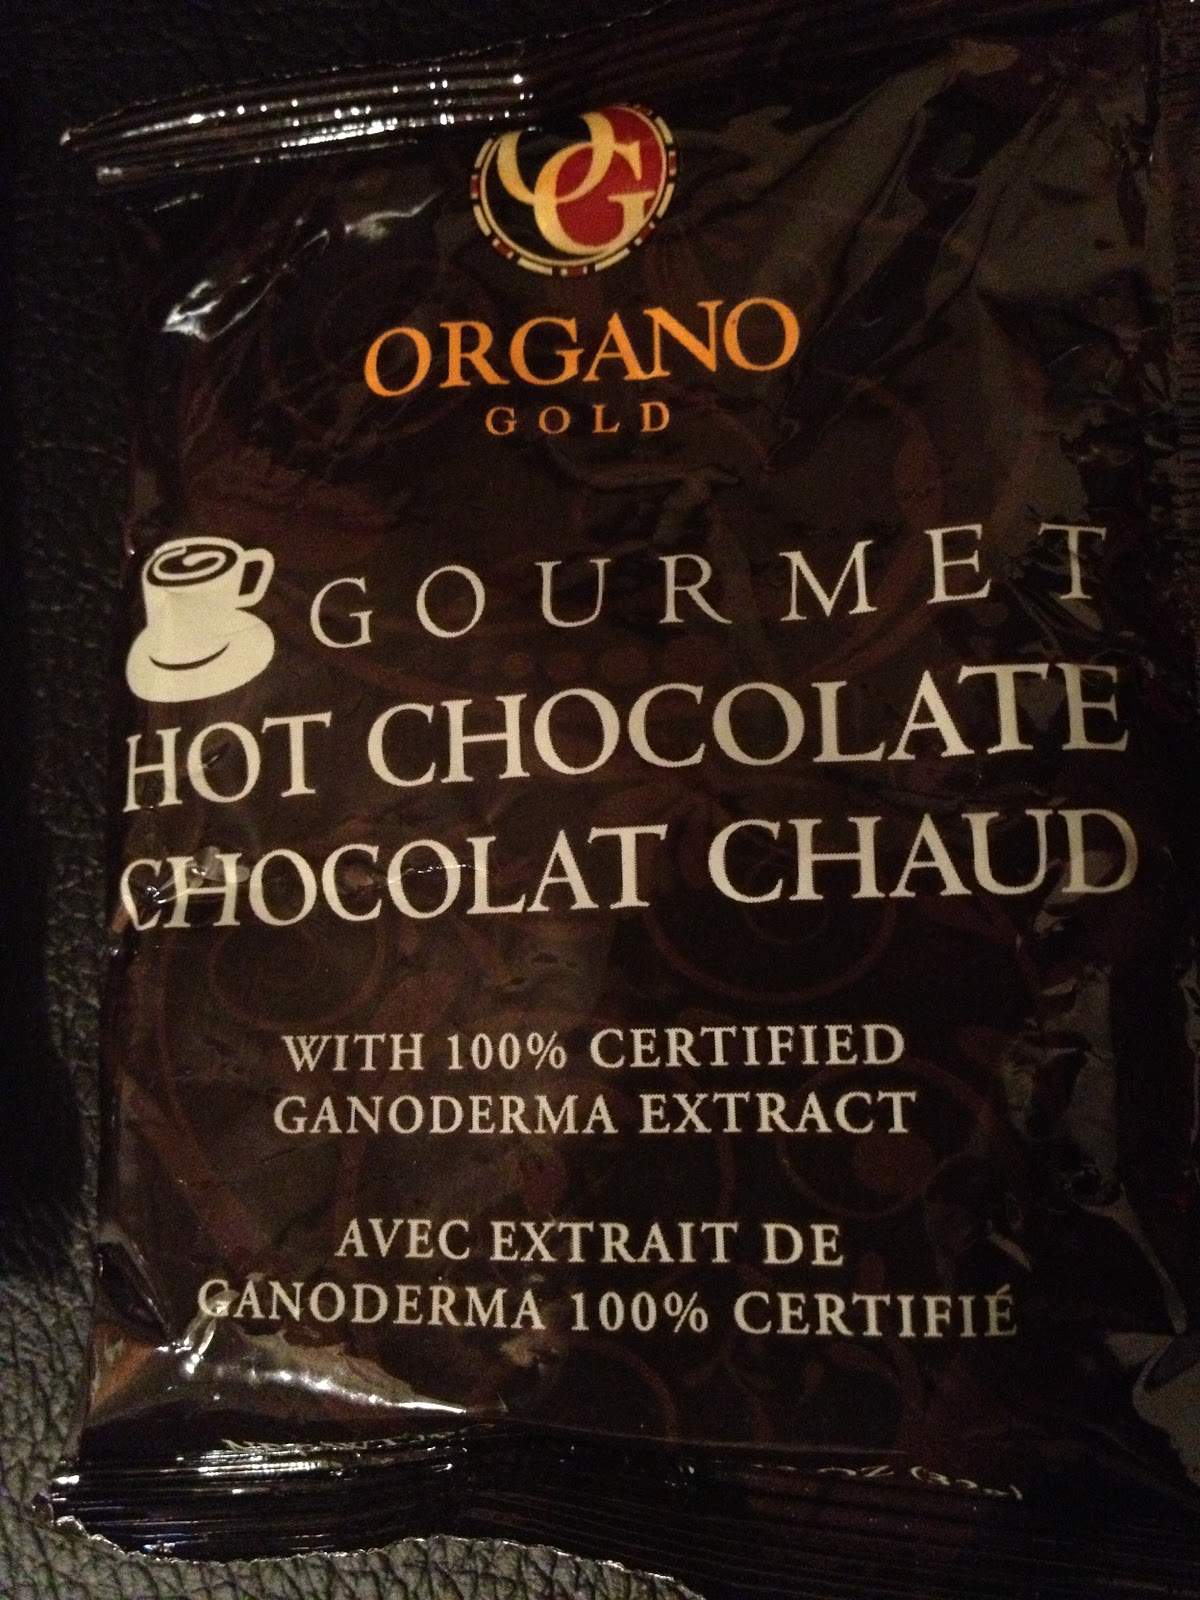 OG
ORGANO
GOLD
GOURMET
HOT CHOCOLATE
CHOCOLAT CHAUD
WITH 100% CERTIFIED
GANODERMA EXTRACT
AVEC EXTRAIT DE
GANODERMA 100% CERTIFIÉ